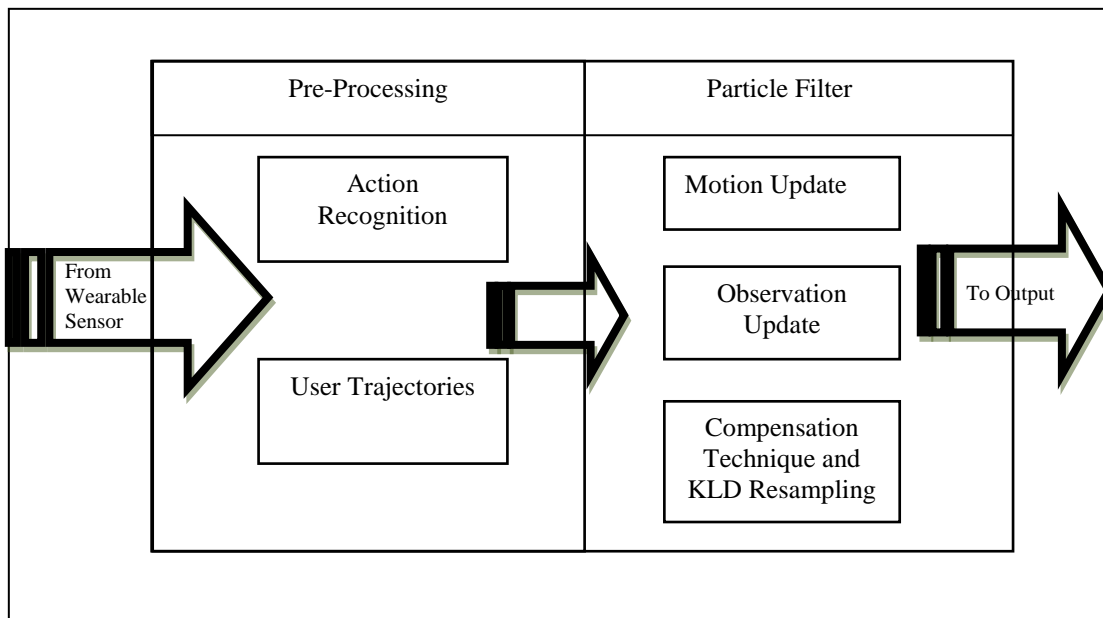 Pre-Processing
Particle Filter
Action
Recognition
User Trajectories
From
Wearable
Sensor
Motion Update
Observation
Update
Compensation
Technique and
KLD Resampling
To Output